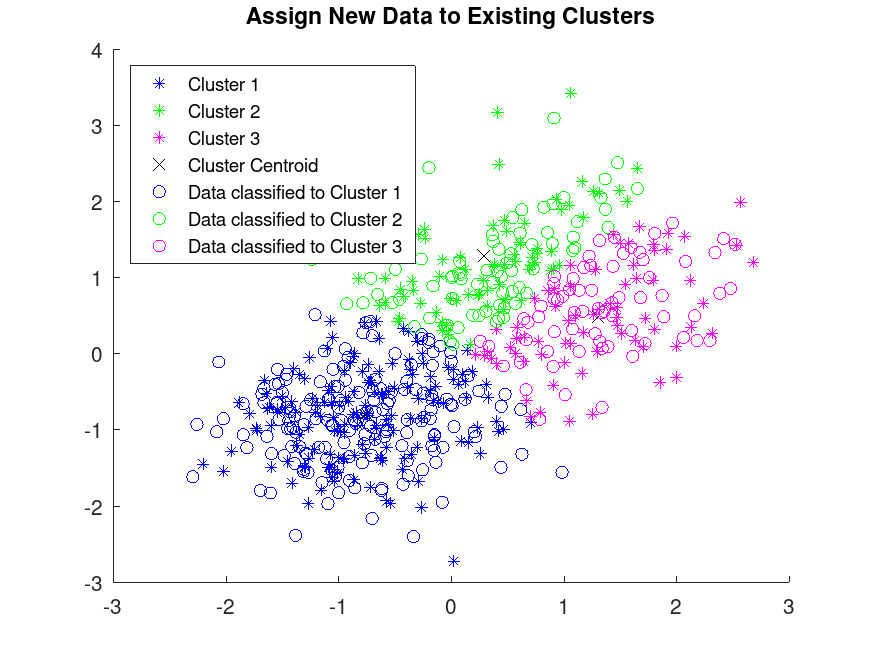 Assign New Data to Existing Clusters
4
3
2
1
0
-1
-2
-3
Cluster 1
Cluster 2
Cluster 3
Cluster Centroid
Data classified to Cluster 1
Data classified to Cluster 2
Data classified to Cluster 3
-3 -2 -1 0 1 2 3